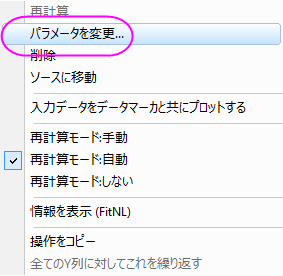 再計算
パラメータを変更...
削除
ソースに移動
入力データをデータマーカと共にプロットする
再計算モード:手動
再計算モード:自動
再計算モード:しない
情報を表示 (FitNL)
操作をコピー
全てのY列に対してこれを繰り返す